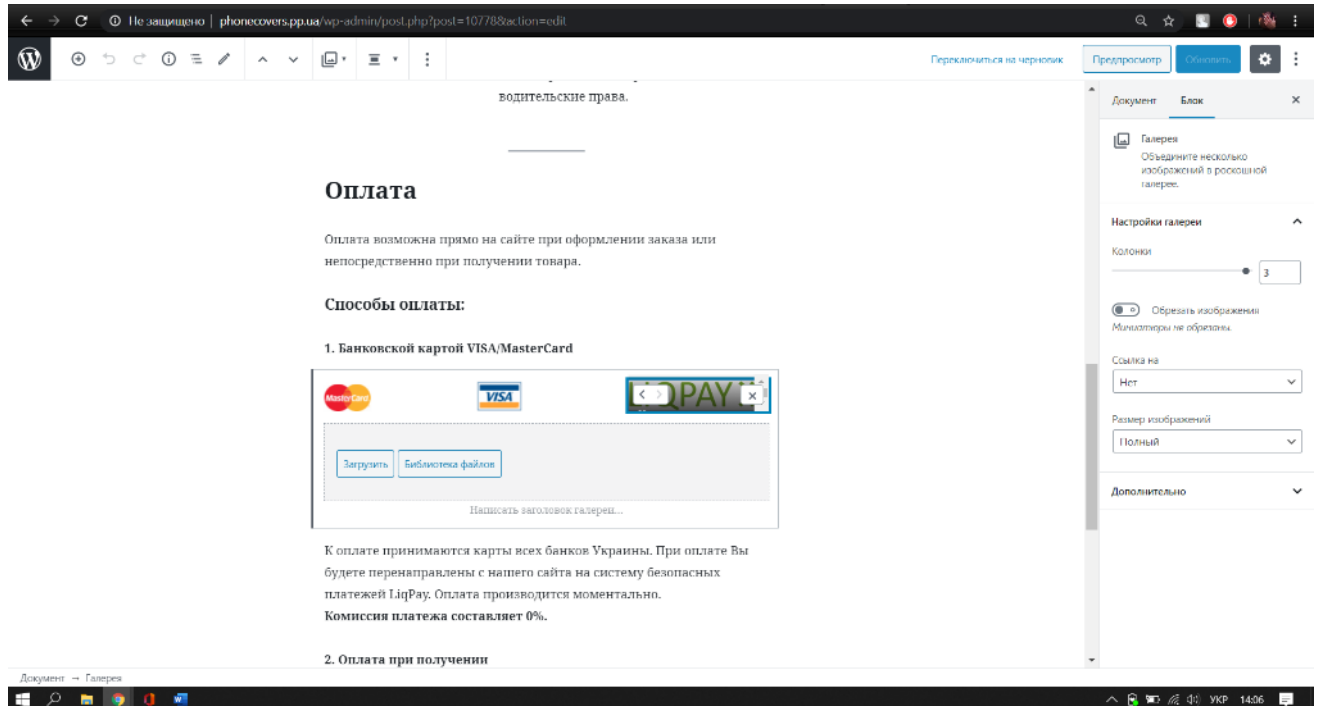 Не защищено | phonecovers.pp.ua/wp-admin/post.php?post=10778&action=edit
Переключиться на черновик
Предпросмотр
Обновить
водительские права.
Документ
Блок
Галерея
Объедините несколько
изображений в роскошной
галерее.
Оплата
Настройки галереи
Оплата возможна прямо на сайте при оформлении заказа или
непосредственно при получении товара.
Колонки
3
Способы оплаты:
Обрезать изображения
Миниатюры не обрезаны.
1. Банковской картой VISA/MasterCard
Ссылка на
Нет
MasterCard
VISA
LIQPAY
Размер изображений
Полный
Загрузить
Библиотека файлов
Дополнительно
Написать заголовок галереи...
К оплате принимаются карты всех банков Украины. При оплате Вы
будете перенаправлены с нашего сайта на систему безопасных
платежей LiqPay. Оплата производится моментально.
Комиссия платежа составляет 0%.
2. Оплата при получении
Документ → Галерея
УКР
14:06